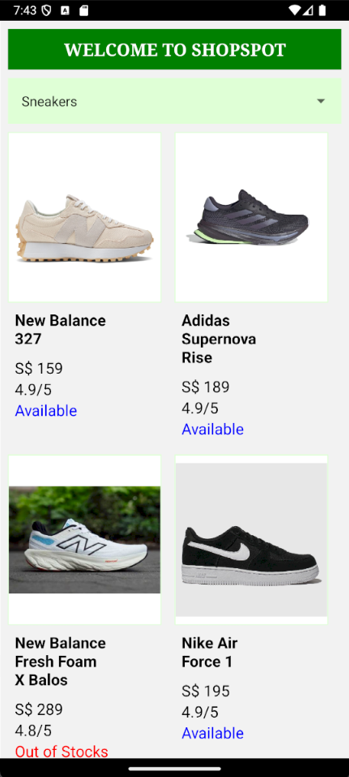 7:43
WELCOME TO SHOPSPOT
Sneakers
New Balance
327
S$ 159
4.9/5
Available
Adidas
Supernova
Rise
S$ 189
4.9/5
Available
New Balance
Fresh Foam
X Balos
S$ 289
4.8/5
Out of Stocks
Nike Air
Force 1
S$ 195
4.9/5
Available